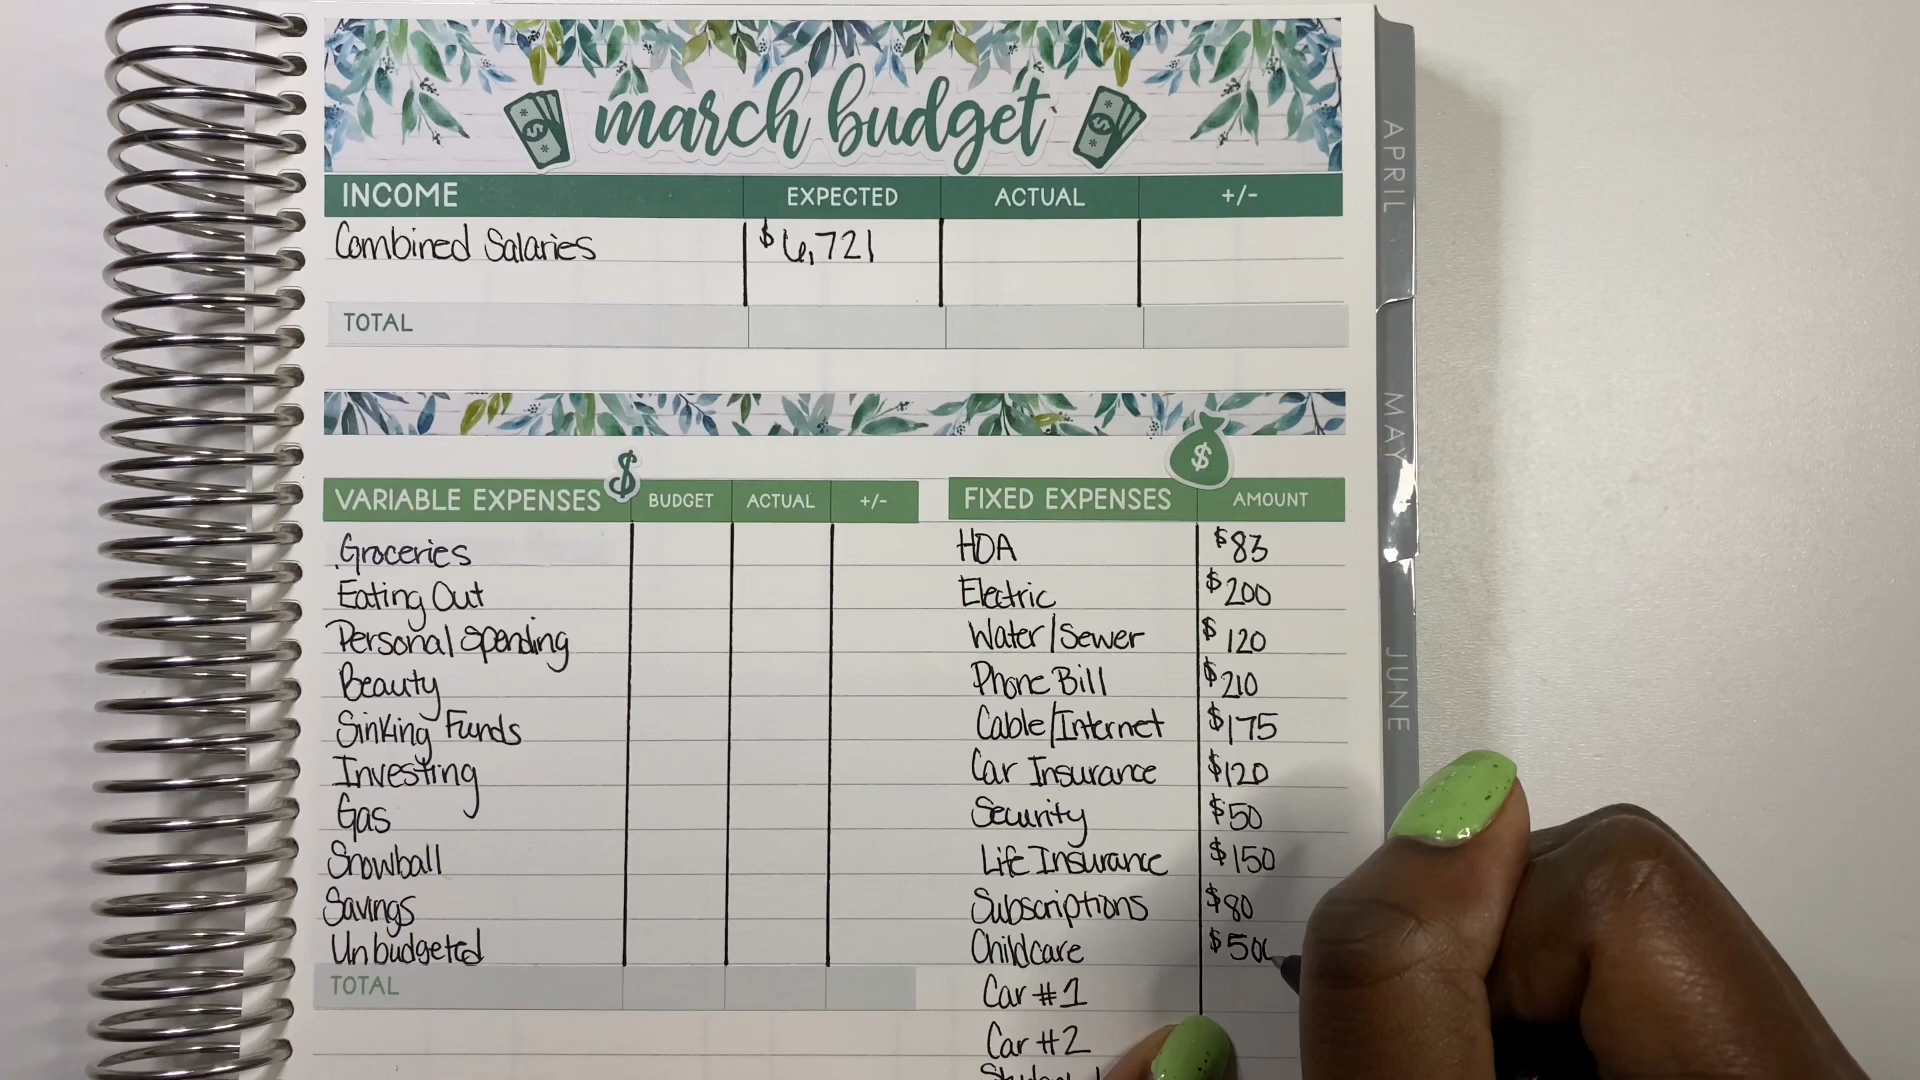 march budget
INCOME EXPECTED ACTUAL +/-
Combined Salaries $6,721
TOTAL
VARIABLE EXPENSES BUDGET ACTUAL +/-
Groceries
Eating Out
Personal Spending
Beauty
Sinking Funds
Investing
Gas
Snowball
Savings
Unbudgeted
TOTAL
FIXED EXPENSES AMOUNT
HOA $83
Electric $200
Water/Sewer $120
Phone Bill $210
Cable/Internet $175
Car Insurance $120
Security $50
Life Insurance $150
Subscriptions $80
Childcare $500
Car #1
Car #2
APRIL
MAY
JUNE